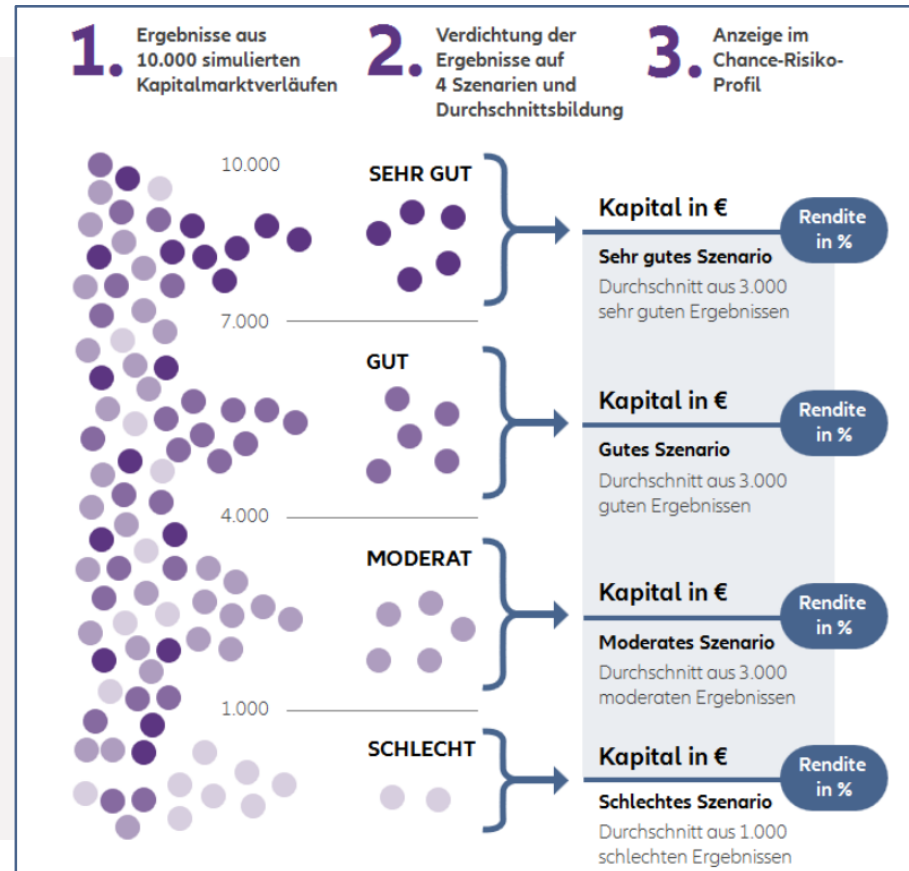 1.
Ergebnisse aus
10.000 simulierten
Kapitalmarktverläufen
2.
Verdichtung der
Ergebnisse auf
4 Szenarien und
Durchschnittsbildung
3.
Anzeige im
Chance-Risiko-
Profil
10.000
SEHR GUT
Kapital in €
Rendite
in %
Sehr gutes Szenario
Durchschnitt aus 3.000
sehr guten Ergebnissen
7.000
GUT
Kapital in €
Rendite
in %
Gutes Szenario
Durchschnitt aus 3.000
guten Ergebnissen
4.000
MODERAT
Kapital in €
Rendite
in %
Moderates Szenario
Durchschnitt aus 3.000
moderaten Ergebnissen
1.000
SCHLECHT
Kapital in €
Rendite
in %
Schlechtes Szenario
Durchschnitt aus 1.000
schlechten Ergebnissen